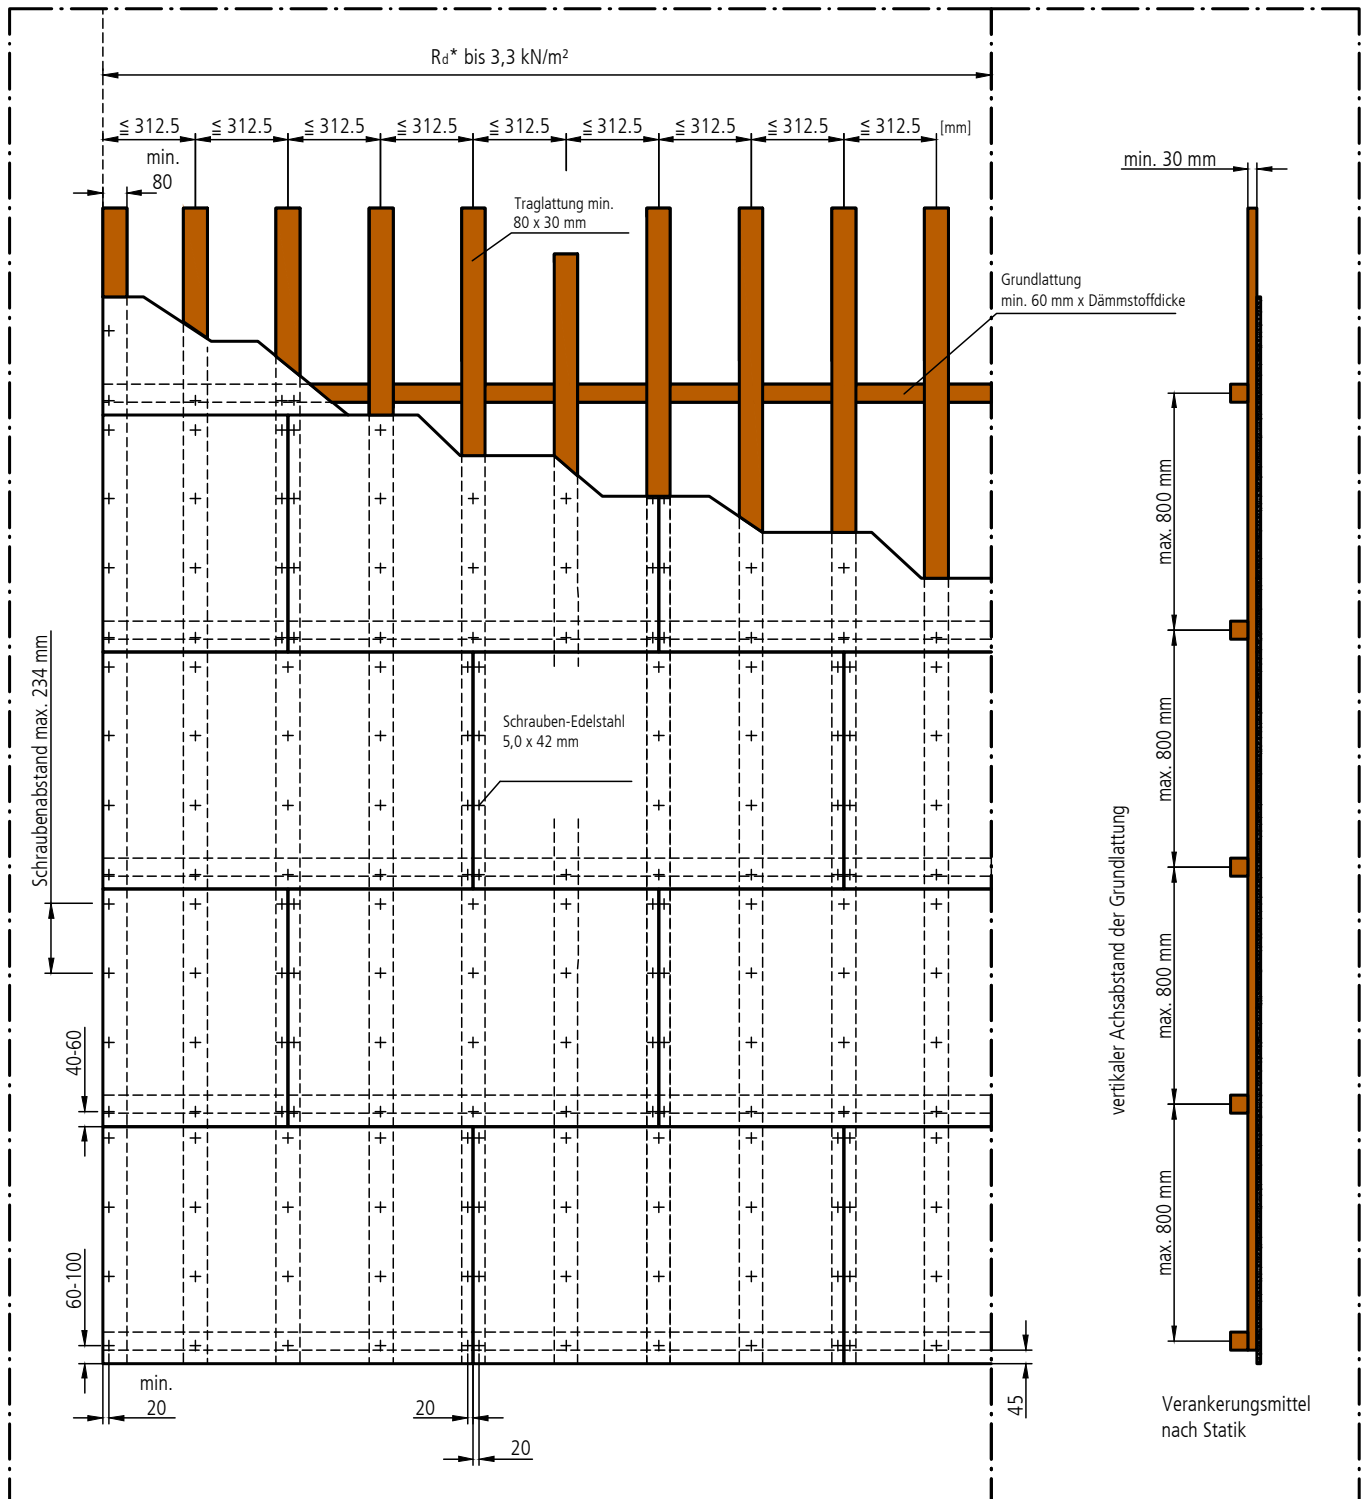 Rd* bis 3,3 kN/m²
≦ 312.5
≦ 312.5
≦ 312.5
≦ 312.5
≦ 312.5
≦ 312.5
≦ 312.5
≦ 312.5
≦ 312.5
[mm]
min.
80
min. 30 mm
Traglattung min.
80 x 30 mm
Grundlattung
min. 60 mm x Dämmstoffdicke
max. 800 mm
max. 800 mm
max. 800 mm
max. 800 mm
vertikaler Achsabstand der Grundlattung
Schraubenabstand max. 234 mm
Schrauben-Edelstahl
5,0 x 42 mm
40-60
60-100
min.
20
20
20
45
Verankerungsmittel
nach Statik